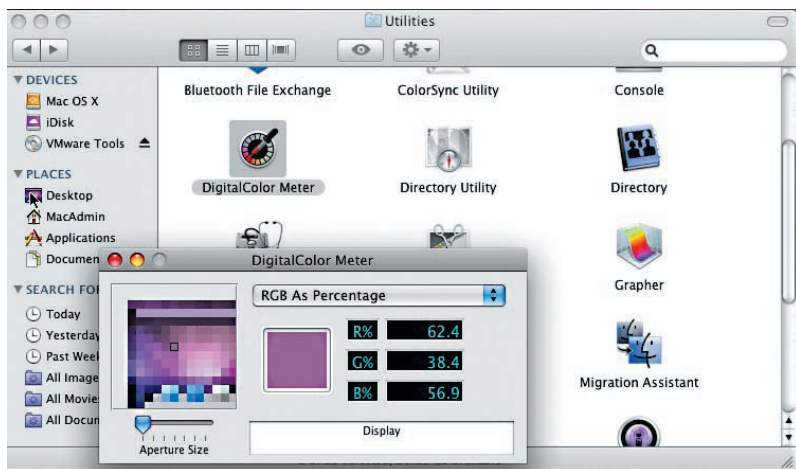 Utilities
DEVICES
Mac OS X
iDisk
VMware Tools
PLACES
Desktop
MacAdmin
Applications
Documen
SEARCH FO
Today
Yesterday
Past Week
All Image
All Movie
All Docum
Bluetooth File Exchange
ColorSync Utility
Console
DigitalColor Meter
Directory Utility
Directory
Grapher
Migration Assistant
DigitalColor Meter
RGB As Percentage
R% 62.4
G% 38.4
B% 56.9
Aperture Size
Display